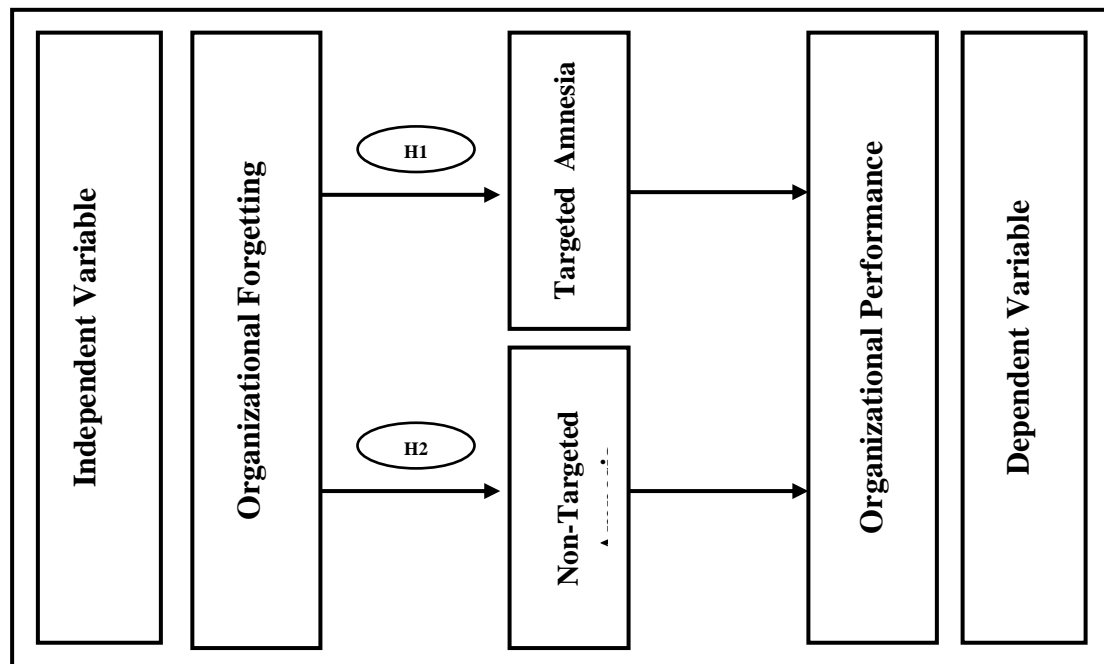 Independent Variable
Organizational Forgetting
H1
H2
Targeted Amnesia
Non-Targeted
Organizational Performance
Dependent Variable